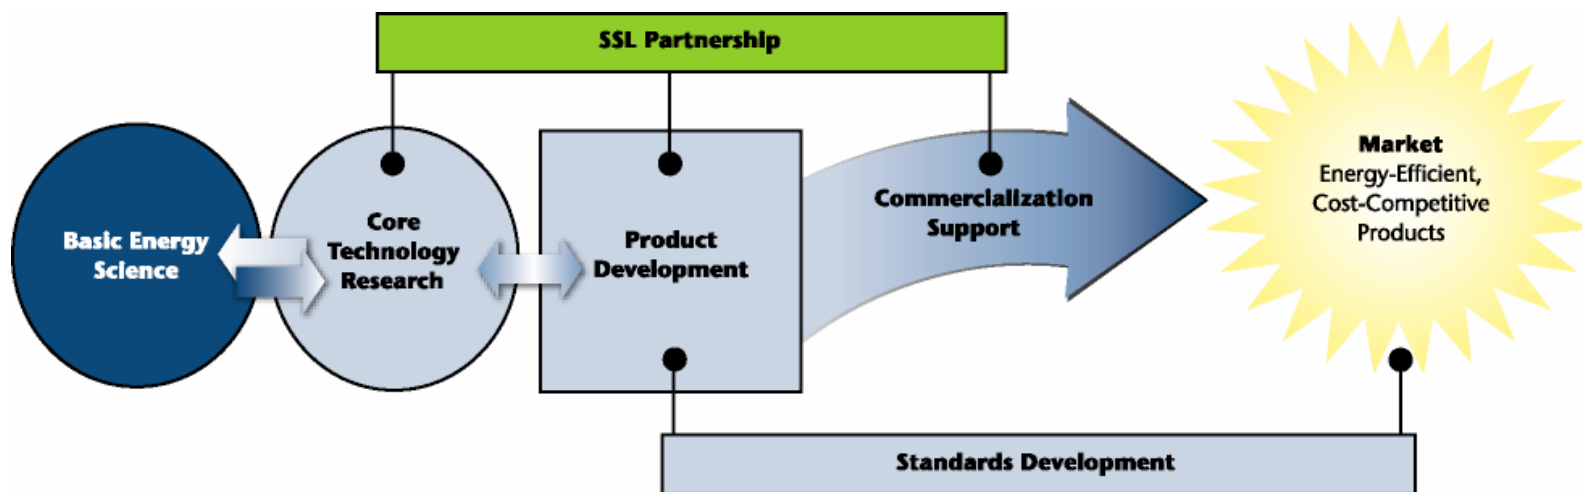 SSL Partnership
Basic Energy
Science
Core
Technology
Research
Product
Development
Commercialization
Support
Market
Energy-Efficient,
Cost-Competitive
Products
Standards Development